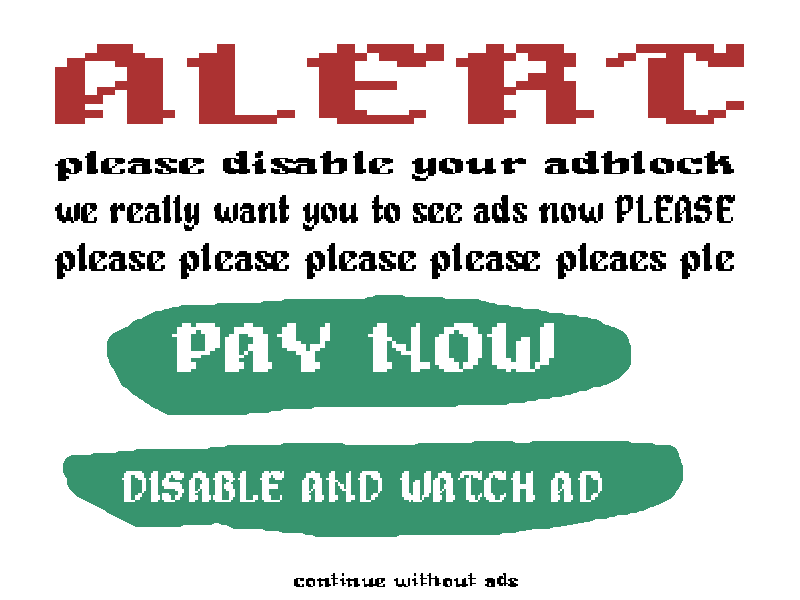 ALERT
please disable your adblock
we really want you to see ads now PLEASE
please please please please pleaes ple
PAY NOW
DISABLE AND WATCH AD
continue without ads